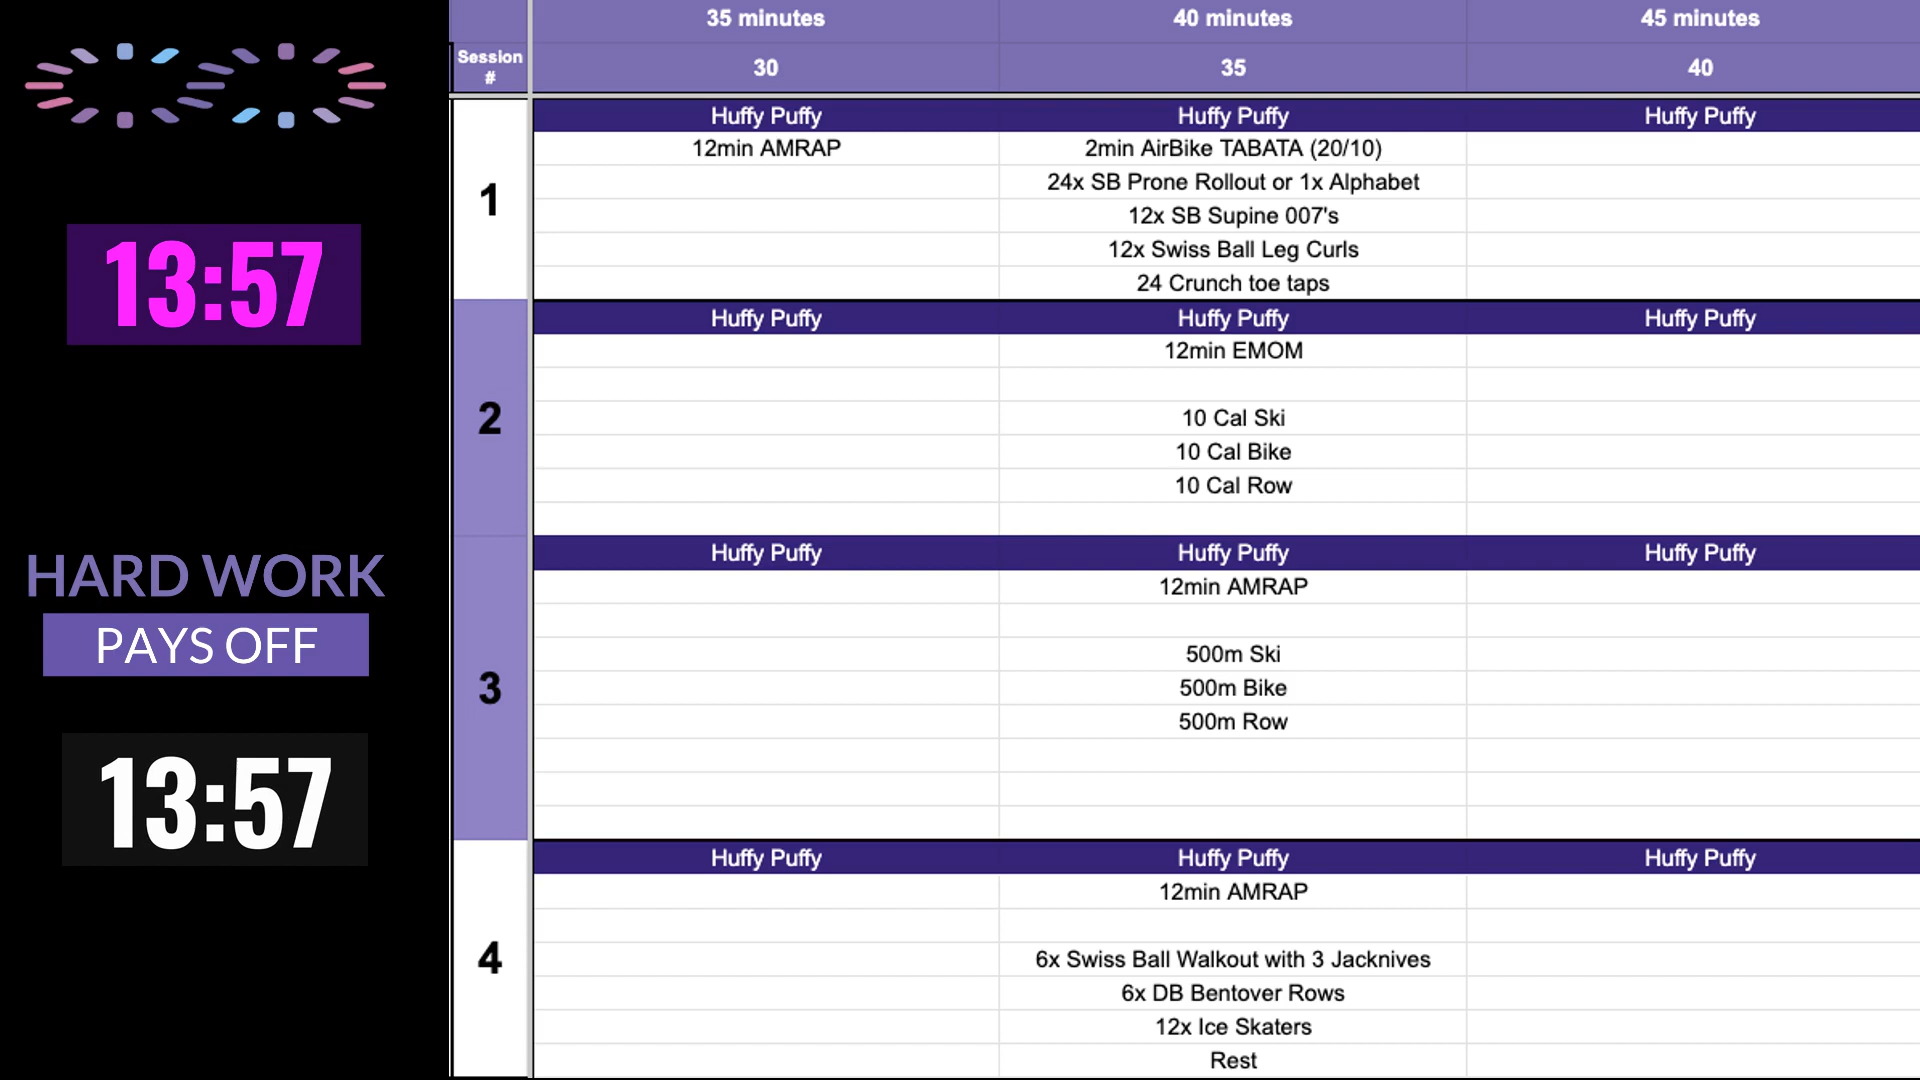 13:57
HARD WORK
PAYS OFF
13:57
35 minutes 40 minutes 45 minutes
Session # 30 35 40
1
Huffy Puffy Huffy Puffy Huffy Puffy
12min AMRAP 2min AirBike TABATA (20/10)
24x SB Prone Rollout or 1x Alphabet
12x SB Supine 007's
12x Swiss Ball Leg Curls
24 Crunch toe taps
2
Huffy Puffy Huffy Puffy Huffy Puffy
12min EMOM
10 Cal Ski
10 Cal Bike
10 Cal Row
3
Huffy Puffy Huffy Puffy Huffy Puffy
12min AMRAP
500m Ski
500m Bike
500m Row
4
Huffy Puffy Huffy Puffy Huffy Puffy
12min AMRAP
6x Swiss Ball Walkout with 3 Jacknives
6x DB Bentover Rows
12x Ice Skaters
Rest